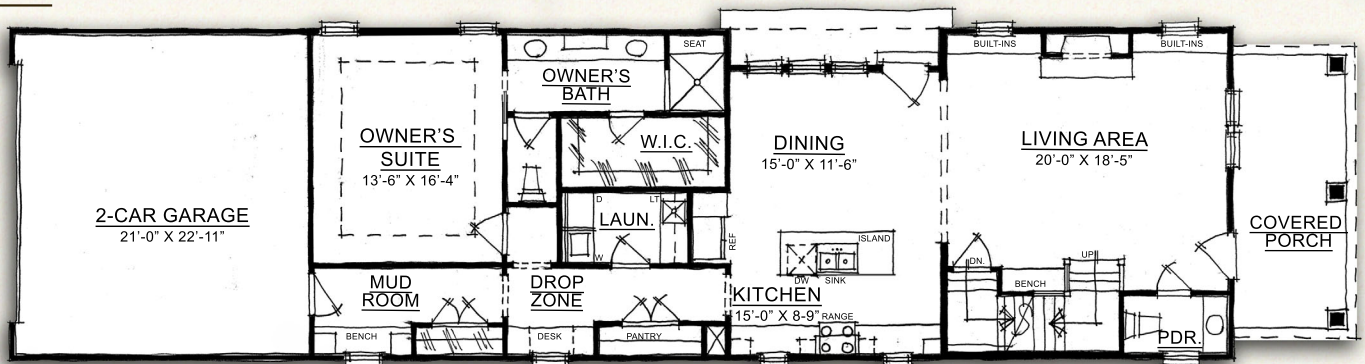 2-CAR GARAGE
21'-0" X 22'-11"
OWNER'S
SUITE
13'-6" X 16'-4"
OWNER'S
BATH
SEAT
W.I.C.
D
LT
LAUN.
W
REF
MUD
ROOM
BENCH
DROP
ZONE
DESK
PANTRY
DINING
15'-0" X 11'-6"
ISLAND
DW
SINK
KITCHEN
15'-0" X 8'-9"
RANGE
BUILT-INS
BUILT-INS
LIVING AREA
20'-0" X 18'-5"
DN.
BENCH
UP
PDR.
COVERED
PORCH